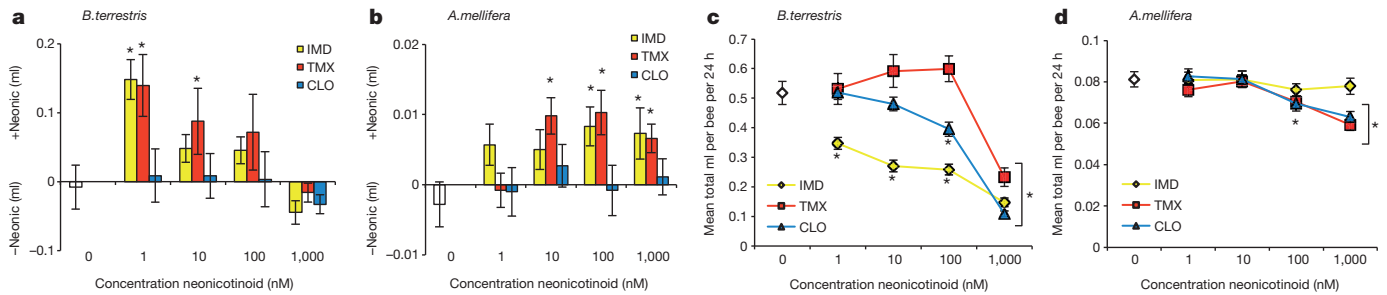 a B.terrestris
+Neonic (ml)
–Neonic (ml)
0.2
0.1
0
–0.1
IMD
TMX
CLO
* *
*
0 1 10 100 1,000
Concentration neonicotinoid (nM)
b A.mellifera
+Neonic (ml)
–Neonic (ml)
0.02
0.01
0
–0.01
IMD
TMX
CLO
* * * * *
0 1 10 100 1,000
Concentration neonicotinoid (nM)
c B.terrestris
Mean total ml per bee per 24 h
0.7
0.6
0.5
0.4
0.3
0.2
0.1
0
* * * *
*
IMD
TMX
CLO
0 1 10 100 1,000
Concentration neonicotinoid (nM)
d A.mellifera
Mean total ml per bee per 24 h
0.1
0.08
0.06
0.04
0.02
0
*
*
IMD
TMX
CLO
0 1 10 100 1,000
Concentration neonicotinoid (nM)